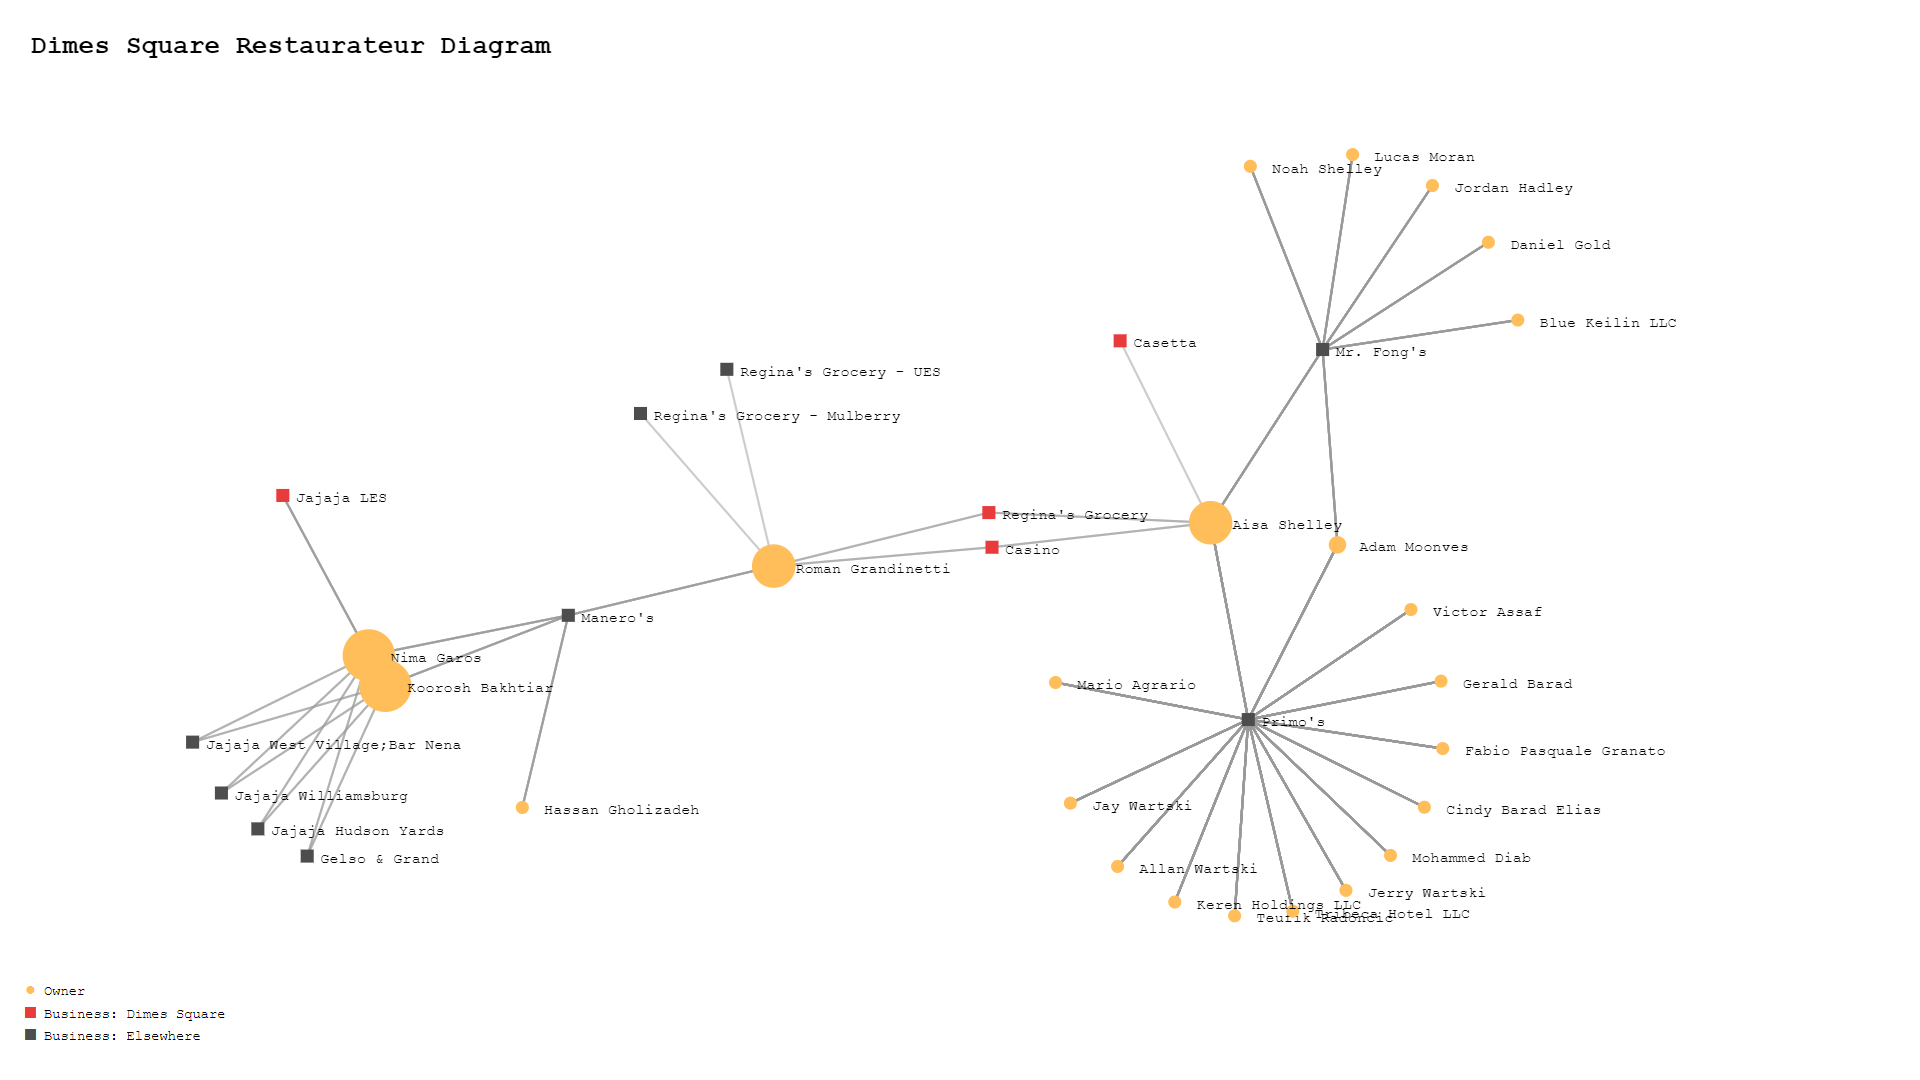 Dimes Square Restaurateur Diagram
Lucas Moran
Noah Shelley
Jordan Hadley
Daniel Gold
Blue Keilin LLC
Casetta
Mr. Fong's
Regina's Grocery - UES
Regina's Grocery - Mulberry
Jajaja LES
Regina's Grocery
Aisa Shelley
Casino
Adam Moonves
Roman Grandinetti
Victor Assaf
Manero's
Nima Garos
Koorosh Bakhtiar
Mario Agrario
Gerald Barad
Primo's
Jajaja West Village;Bar Nena
Fabio Pasquale Granato
Jajaja Williamsburg
Jay Wartski
Hassan Gholizadeh
Cindy Barad Elias
Jajaja Hudson Yards
Gelso & Grand
Mohammed Diab
Allan Wartski
Jerry Wartski
Keren Holdings LLC
Tribeca Hotel LLC
Teufik Radoncic
Owner
Business: Dimes Square
Business: Elsewhere